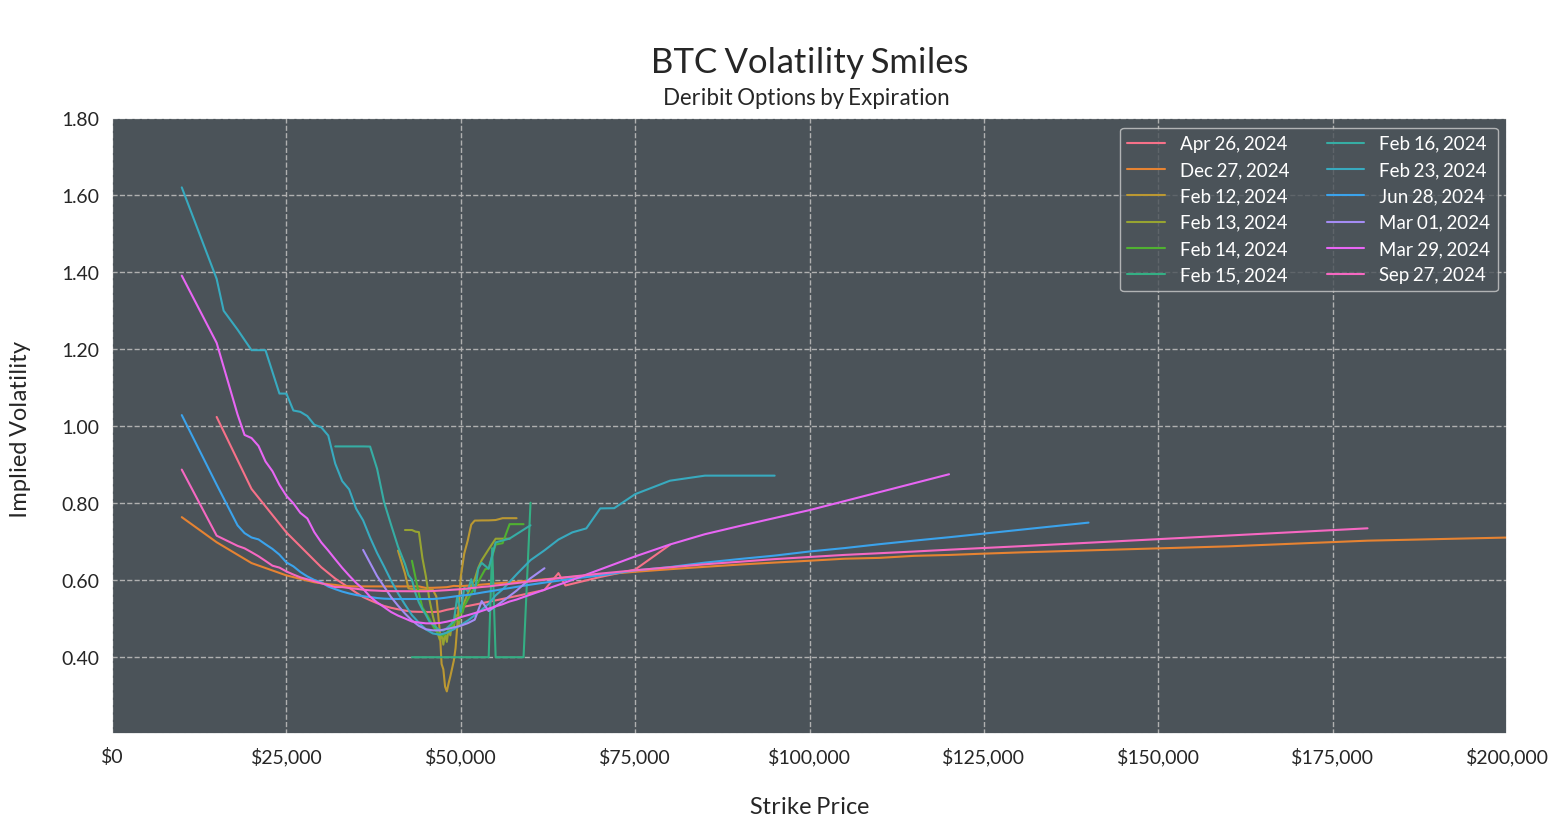 BTC Volatility Smiles
Deribit Options by Expiration
Implied Volatility
1.80
1.60
1.40
1.20
1.00
0.80
0.60
0.40
Apr 26, 2024
Dec 27, 2024
Feb 12, 2024
Feb 13, 2024
Feb 14, 2024
Feb 15, 2024
Feb 16, 2024
Feb 23, 2024
Jun 28, 2024
Mar 01, 2024
Mar 29, 2024
Sep 27, 2024
$0 $25,000 $50,000 $75,000 $100,000 $125,000 $150,000 $175,000 $200,000
Strike Price